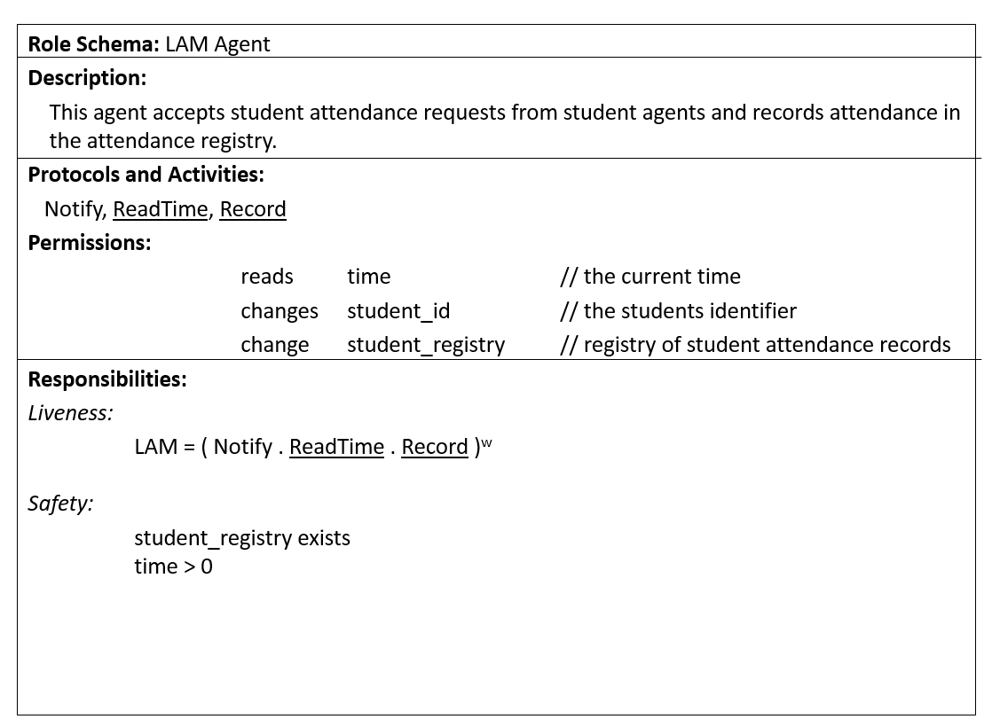 Role Schema: LAM Agent
Description:
This agent accepts student attendance requests from student agents and records attendance in
the attendance registry.
Protocols and Activities:
Notify, ReadTime, Record
Permissions:
reads time // the current time
changes student_id // the students identifier
change student_registry // registry of student attendance records
Responsibilities:
Liveness:
LAM = ( Notify . ReadTime . Record )ʷ
Safety:
student_registry exists
time > 0